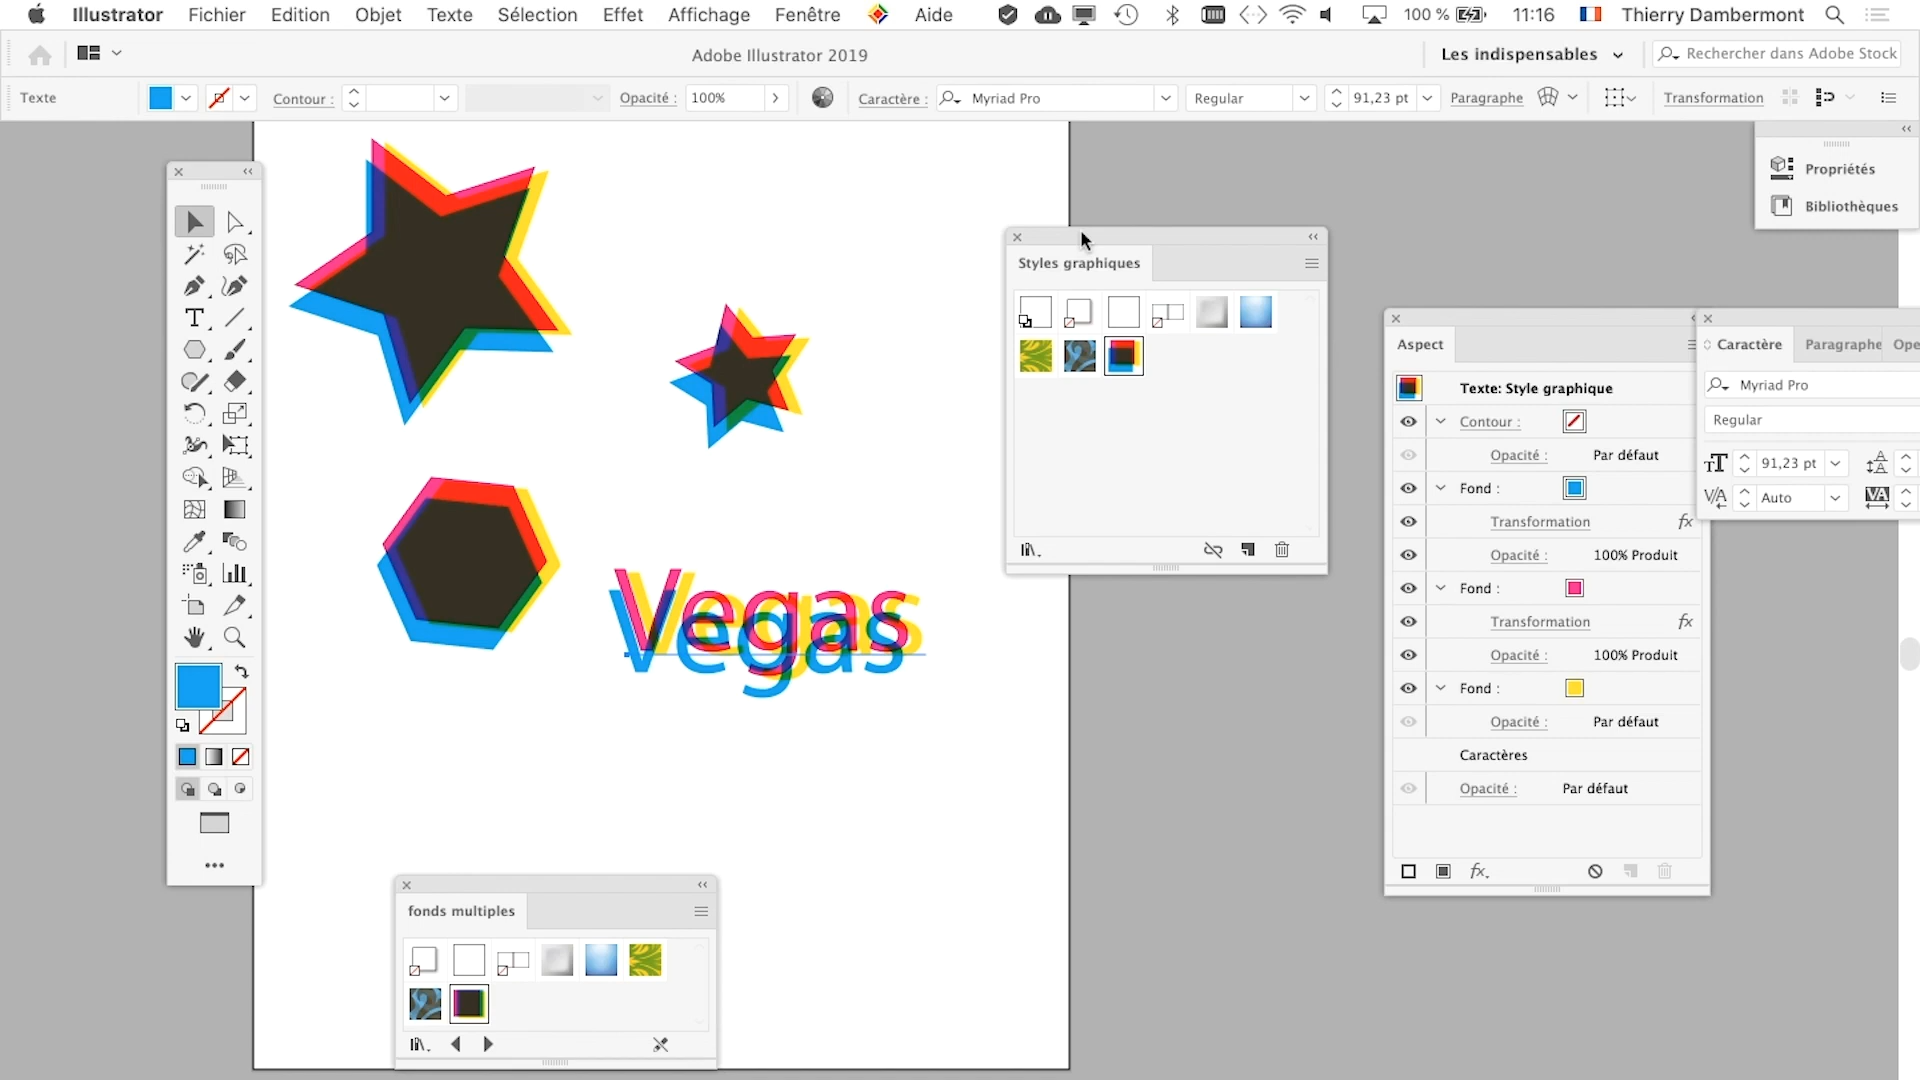 Illustrator Fichier Edition Objet Texte Sélection Effet Affichage Fenêtre Aide 100 % 11:16 Thierry Dambermont
Adobe Illustrator 2019 Les indispensables Rechercher dans Adobe Stock
Texte Contour : Opacité : 100% Caractère : Myriad Pro Regular 91,23 pt Paragraphe Transformation
Propriétés
Bibliothèques
Styles graphiques
Aspect
Texte: Style graphique
Contour :
Opacité : Par défaut
Fond :
Transformation fx
Opacité : 100% Produit
Fond :
Transformation fx
Opacité : 100% Produit
Fond :
Opacité : Par défaut
Caractères
Opacité : Par défaut
fx
Caractère Paragraphe Ope
Myriad Pro
Regular
91,23 pt
Auto
Vegas
fonds multiples